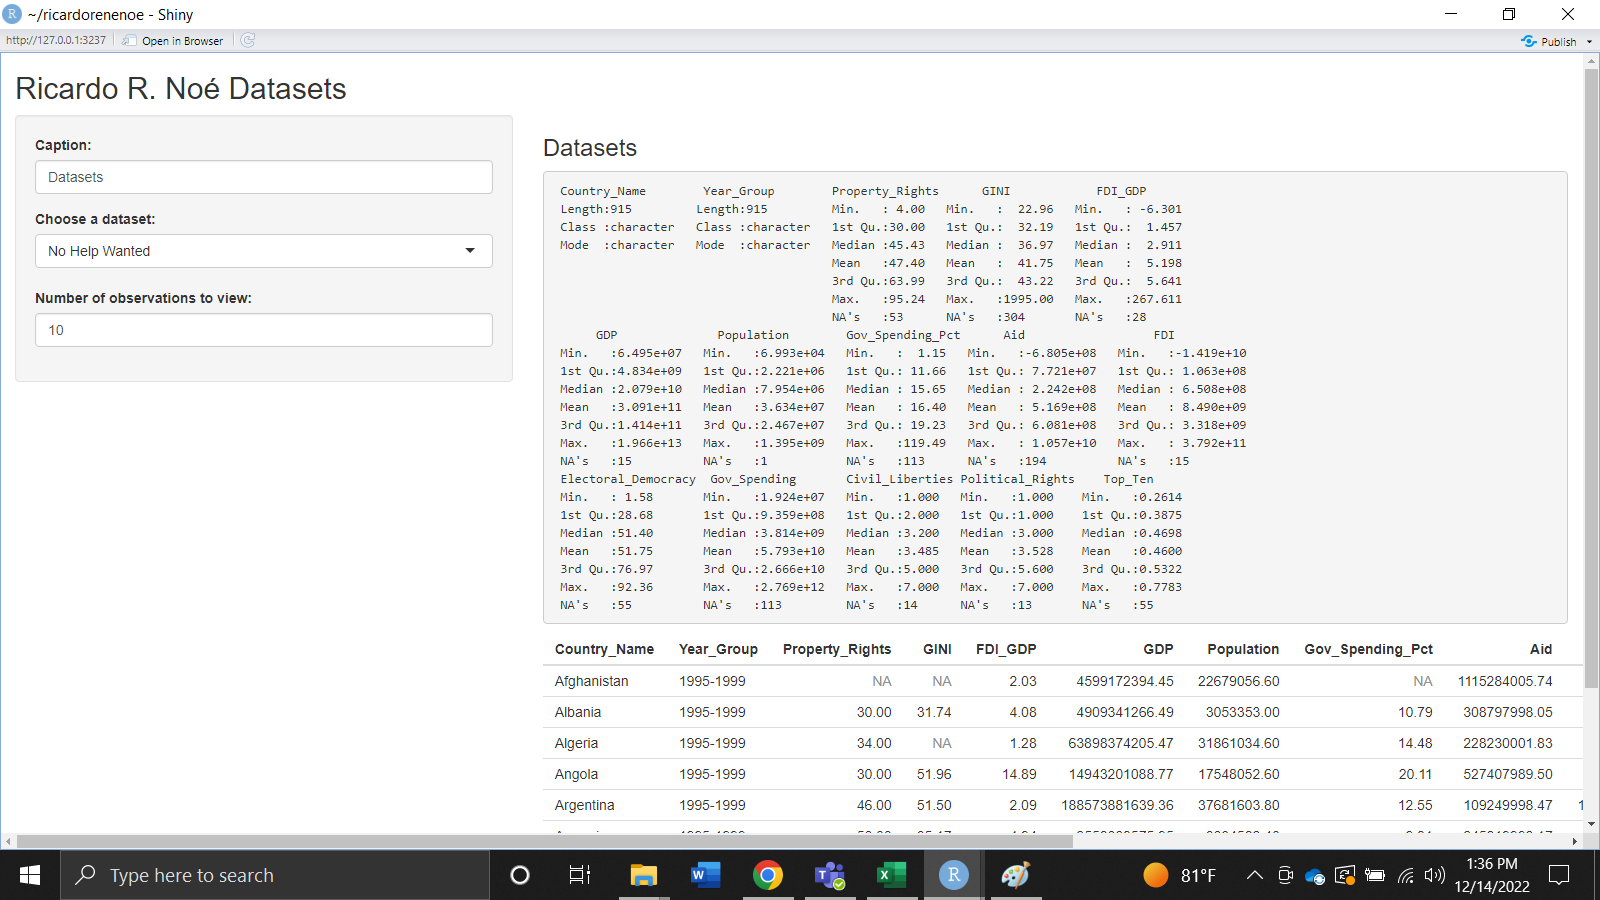 ~/ricardorenenoe - Shiny
http://127.0.0.1:3237 Open in Browser Publish
Ricardo R. Noé Datasets
Caption:
Datasets
Choose a dataset:
No Help Wanted
Number of observations to view:
10
Datasets
Country_Name Year_Group Property_Rights GINI FDI_GDP
Length:915 Length:915 Min. : 4.00 Min. : 22.96 Min. : -6.301
Class :character Class :character 1st Qu.:30.00 1st Qu.: 32.19 1st Qu.: 1.457
Mode :character Mode :character Median :45.43 Median : 36.97 Median : 2.911
Mean :47.40 Mean : 41.75 Mean : 5.198
3rd Qu.:63.99 3rd Qu.: 43.22 3rd Qu.: 5.641
Max. :95.24 Max. :1995.00 Max. :267.611
NA's :53 NA's :304 NA's :28
GDP Population Gov_Spending_Pct Aid FDI
Min. :6.495e+07 Min. :6.993e+04 Min. : 1.15 Min. :-6.805e+08 Min. :-1.419e+10
1st Qu.:4.834e+09 1st Qu.:2.221e+06 1st Qu.: 11.66 1st Qu.: 7.721e+07 1st Qu.: 1.063e+08
Median :2.079e+10 Median :7.954e+06 Median : 15.65 Median : 2.242e+08 Median : 6.508e+08
Mean :3.091e+11 Mean :3.634e+07 Mean : 16.40 Mean : 5.169e+08 Mean : 8.490e+09
3rd Qu.:1.414e+11 3rd Qu.:2.467e+07 3rd Qu.: 19.23 3rd Qu.: 6.081e+08 3rd Qu.: 3.318e+09
Max. :1.966e+13 Max. :1.395e+09 Max. :119.49 Max. : 1.057e+10 Max. : 3.792e+11
NA's :15 NA's :1 NA's :113 NA's :194 NA's :15
Electoral_Democracy Gov_Spending Civil_Liberties Political_Rights Top_Ten
Min. : 1.58 Min. :1.924e+07 Min. :1.000 Min. :1.000 Min. :0.2614
1st Qu.:28.68 1st Qu.:9.359e+08 1st Qu.:2.000 1st Qu.:1.000 1st Qu.:0.3875
Median :51.40 Median :3.814e+09 Median :3.200 Median :3.000 Median :0.4698
Mean :51.75 Mean :5.793e+10 Mean :3.485 Mean :3.528 Mean :0.4600
3rd Qu.:76.97 3rd Qu.:2.666e+10 3rd Qu.:5.000 3rd Qu.:5.600 3rd Qu.:0.5322
Max. :92.36 Max. :2.769e+12 Max. :7.000 Max. :7.000 Max. :0.7783
NA's :55 NA's :113 NA's :14 NA's :13 NA's :55
Country_Name Year_Group Property_Rights GINI FDI_GDP GDP Population Gov_Spending_Pct Aid
Afghanistan 1995-1999 NA NA 2.03 4599172394.45 22679056.60 NA 1115284005.74
Albania 1995-1999 30.00 31.74 4.08 4909341266.49 3053353.00 10.79 308797998.05
Algeria 1995-1999 34.00 NA 1.28 63898374205.47 31861034.60 14.48 228230001.83
Angola 1995-1999 30.00 51.96 14.89 14943201088.77 17548052.60 20.11 527407989.50
Argentina 1995-1999 46.00 51.50 2.09 188573881639.36 37681603.80 12.55 109249998.47
Type here to search
81°F
1:36 PM
12/14/2022